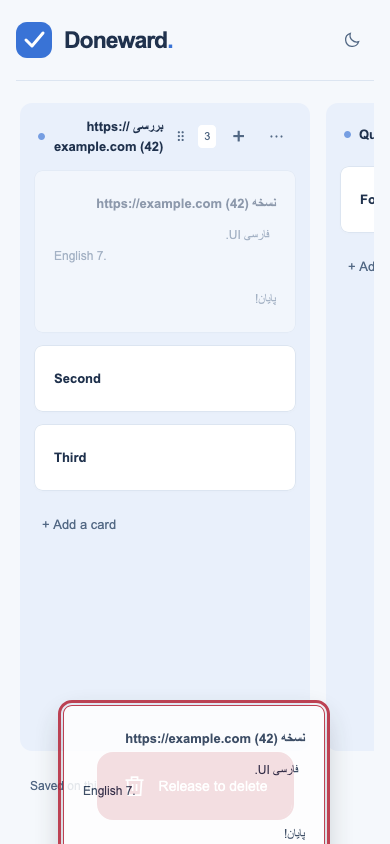 Doneward.
بررسی https://
example.com (42)
3
Qu
نسخه https://example.com (42)
فارسی UI.
English 7.
پایان!
Fo
+ Ad
Second
Third
+ Add a card
نسخه https://example.com (42)
فارسی UI.
Saved on thi
English 7.
Release to delete
پایان!